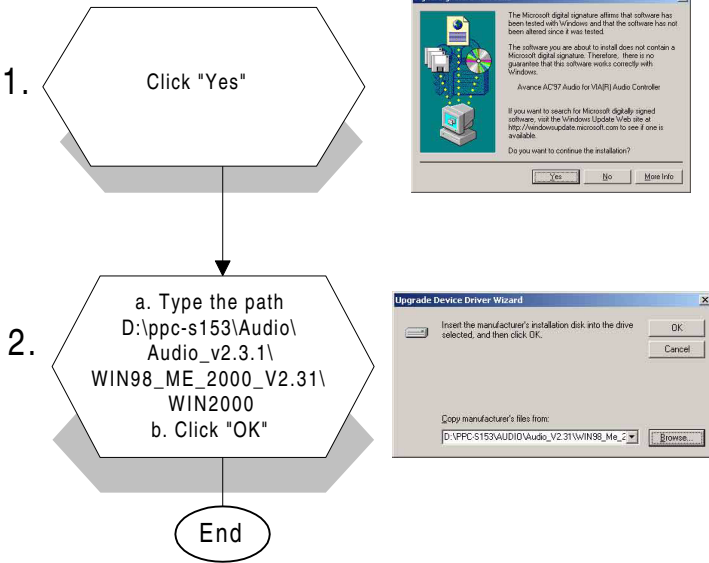 1.
Click "Yes"
The Microsoft digital signature affirms that software has
been tested with Windows and that the software has not
been altered since it was tested.
The software you are about to install does not contain a
Microsoft digital signature. Therefore, there is no
guarantee that this software works correctly with
Windows.
Avance AC'97 Audio for VIA(R) Audio Controller
If you want to search for Microsoft digitally signed
software, visit the Windows Update Web site at
http://windowsupdate.microsoft.com to see if one is
available.
Do you want to continue the installation?
Yes No More Info
2.
a. Type the path
D:\ppc-s153\Audio\
Audio_v2.3.1\
WIN98_ME_2000_V2.31\
WIN2000
b. Click "OK"
Upgrade Device Driver Wizard
Insert the manufacturer's installation disk into the drive
selected, and then click OK.
OK
Cancel
Copy manufacturer's files from:
D:\PPC-S153\AUDIO\Audio_V2.31\WIN98_Me_2
Browse...
End